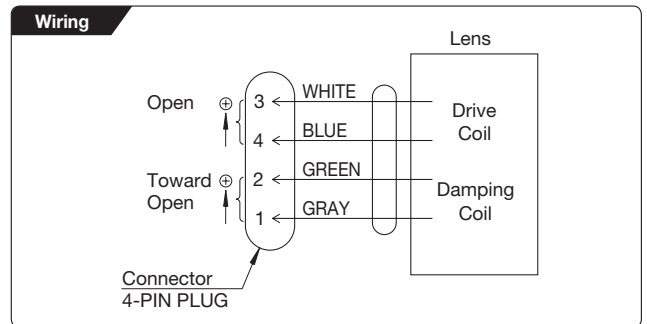 Wiring
Lens
Open ⊕ 3 WHITE
4 BLUE
Drive
Coil
Toward
Open ⊕ 2 GREEN
1 GRAY
Damping
Coil
Connector
4-PIN PLUG